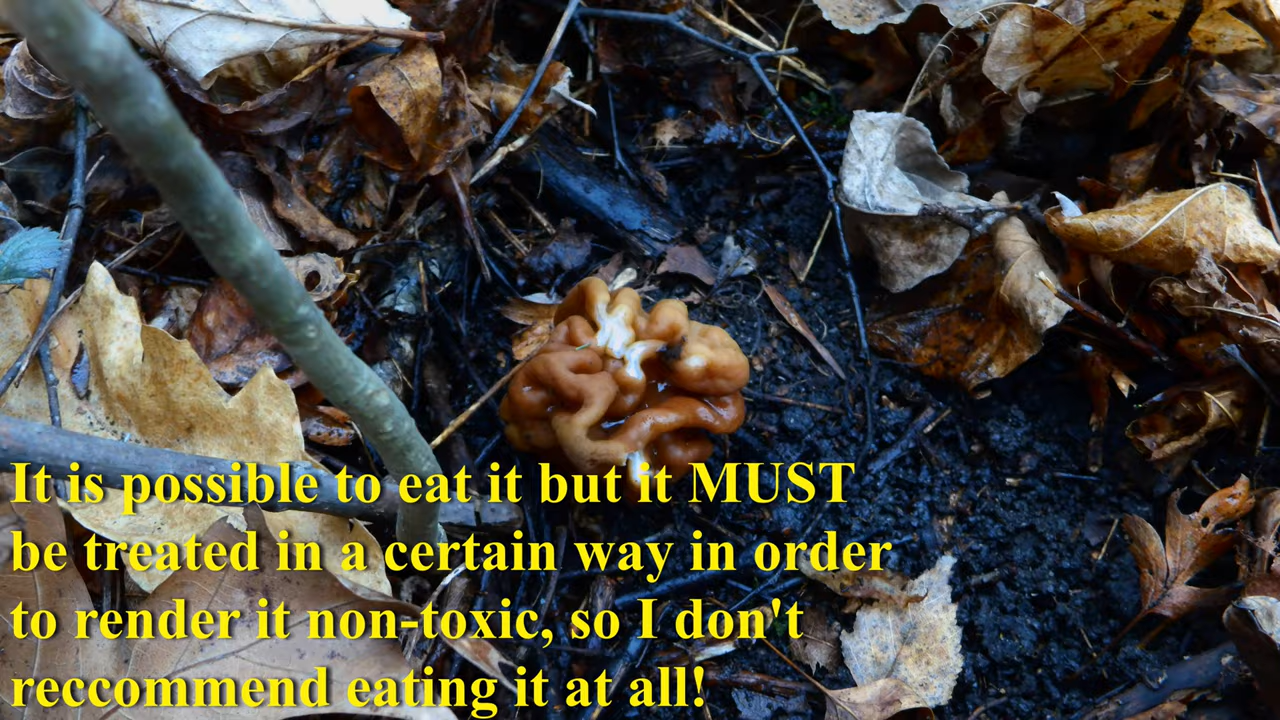 It is possible to eat it but it MUST
be treated in a certain way in order
to render it non-toxic, so I don't
reccommend eating it at all!